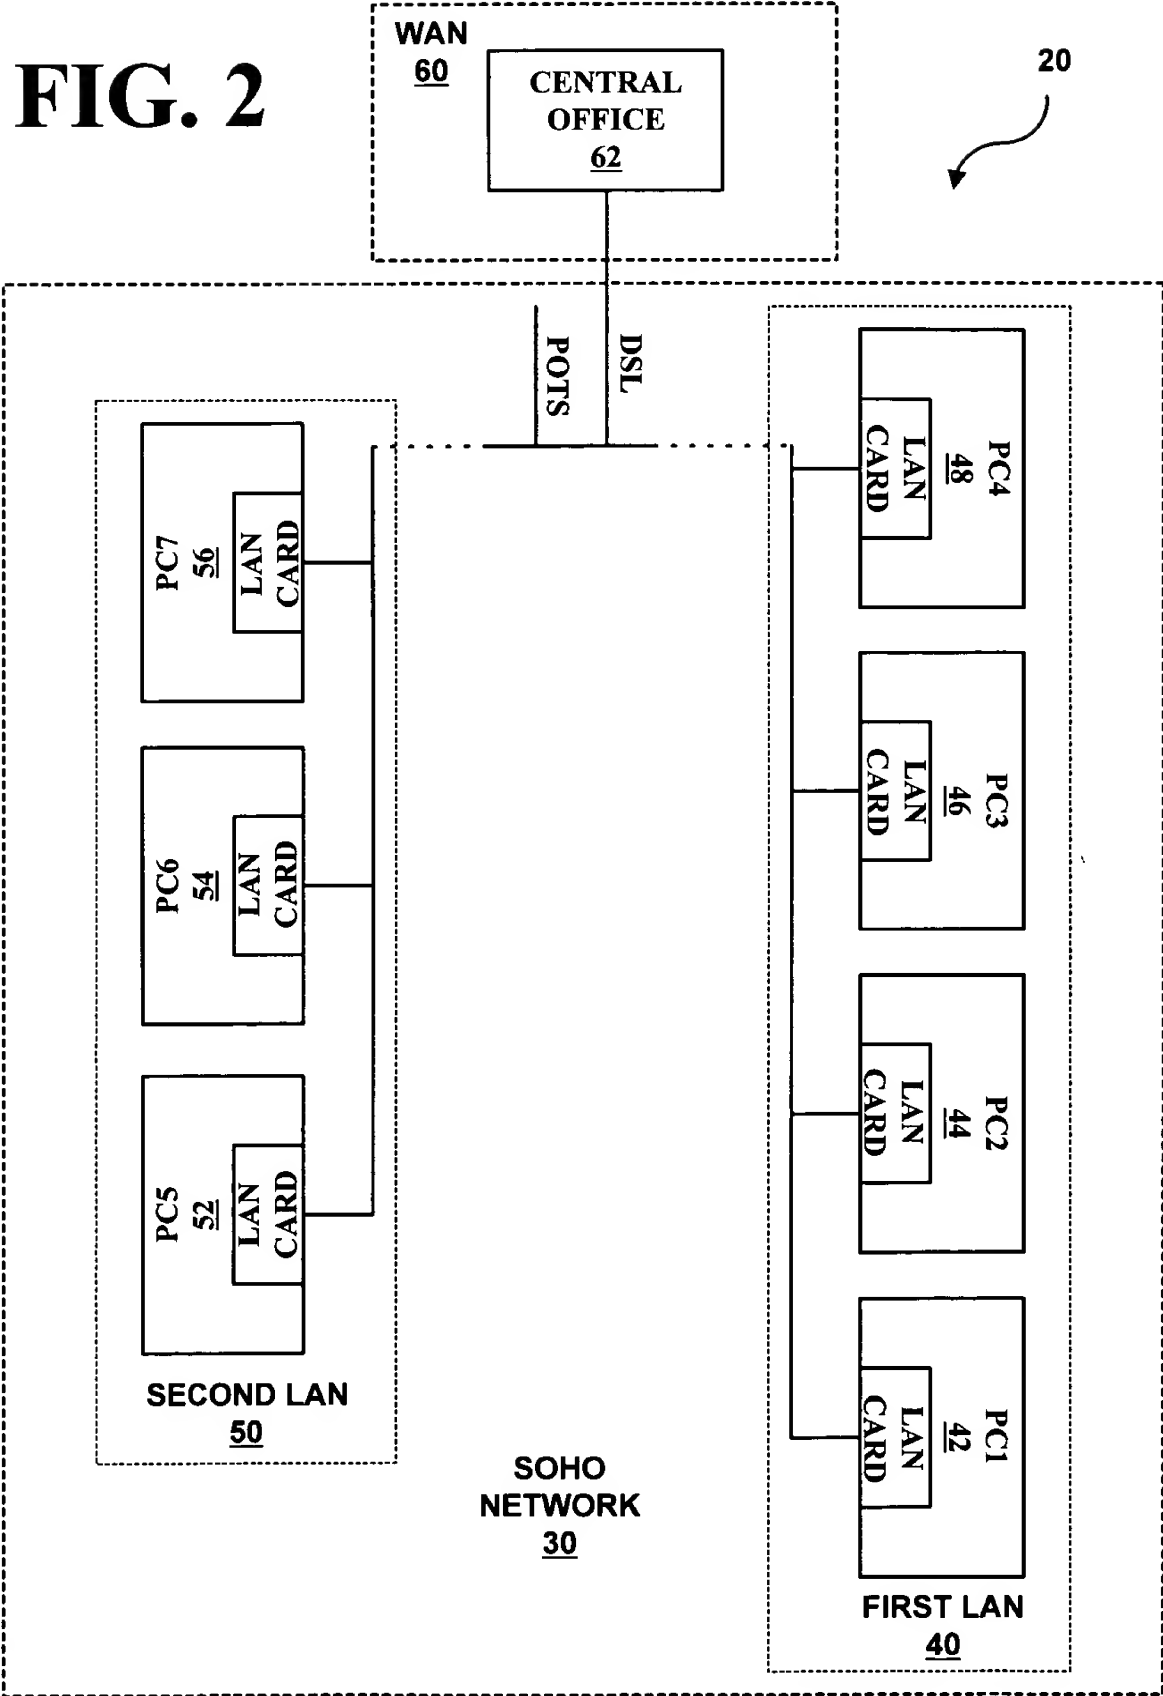 FIG. 2
WAN
60
CENTRAL
OFFICE
62
20
POTS
DSL
PC7
56
LAN
CARD
PC6
54
LAN
CARD
PC5
52
LAN
CARD
SECOND LAN
50
PC4
48
LAN
CARD
PC3
46
LAN
CARD
PC2
44
LAN
CARD
PC1
42
LAN
CARD
FIRST LAN
40
SOHO
NETWORK
30